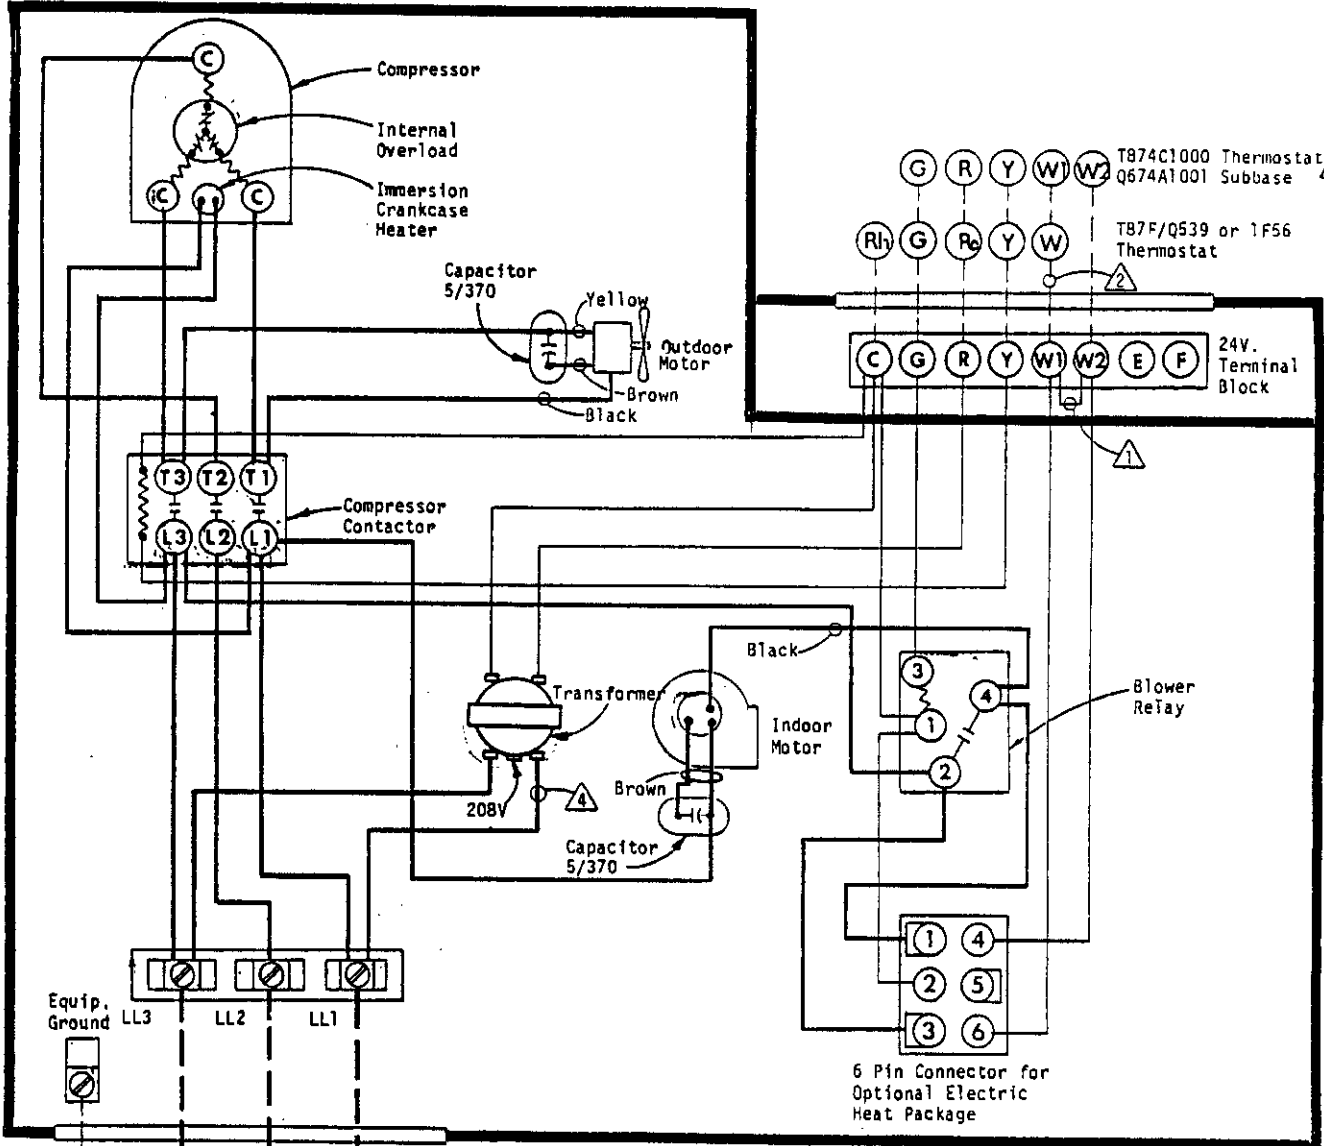 C
Compressor
Internal
Overload
C
C
Immersion
Crankcase
Heater
Capacitor
5/370
Yellow
Outdoor
Motor
Brown
Black
G R Y W1 W2
T874C1000 Thermostat
Q674A1001 Subbase
Rh G Rc Y W
T87F/Q539 or 1F56
Thermostat
2
C G R Y W1 W2 E F
24V.
Terminal
Block
1
T3 T2 T1
L3 L2 L1
Compressor
Contactor
Black
Transformer
208V
4
Indoor
Motor
Brown
Capacitor
5/370
3
4
1
2
Blower
Relay
1 4
2 5
3 6
6 Pin Connector for
Optional Electric
Heat Package
Equip.
Ground
LL3 LL2 LL1